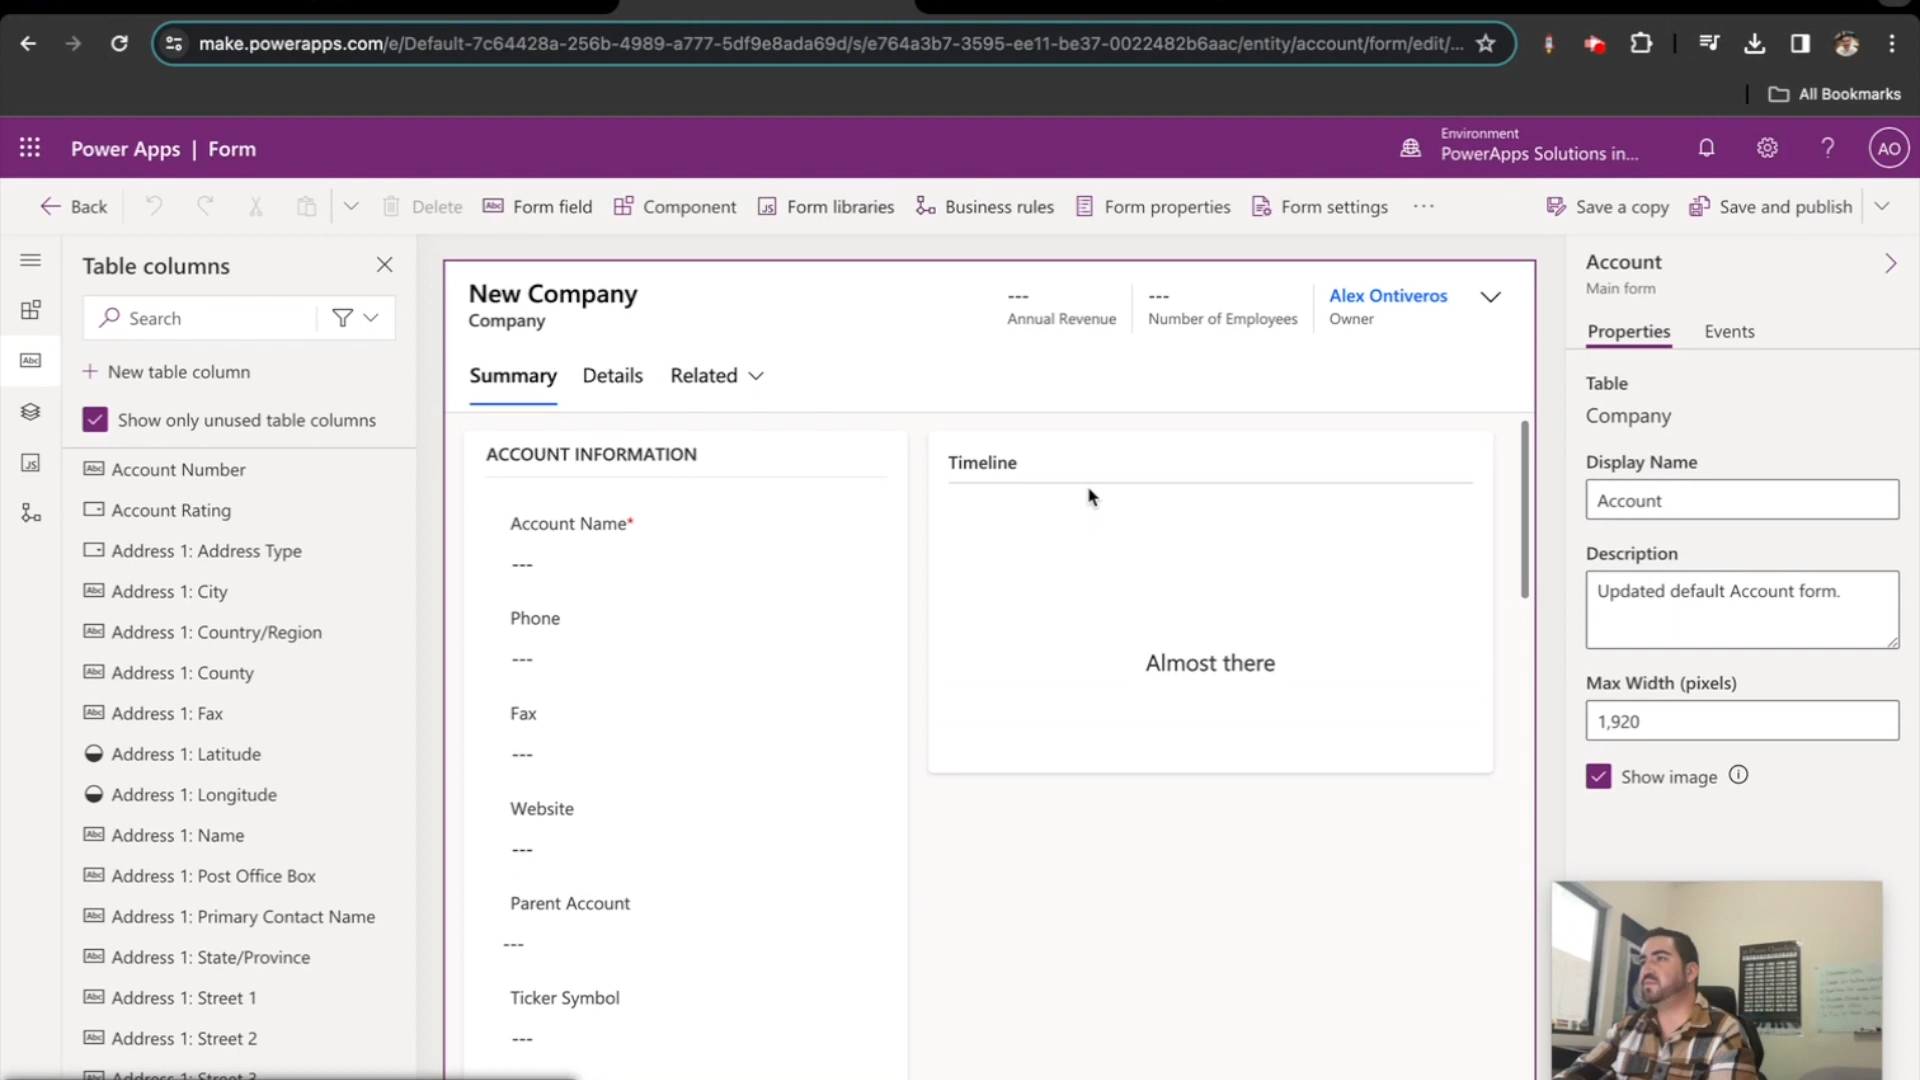 make.powerapps.com/e/Default-7c64428a-256b-4989-a777-5df9e8ada69d/s/e764a3b7-3595-ee11-be37-0022482b6aac/entity/account/form/edit/...
All Bookmarks
Power Apps | Form
Environment
PowerApps Solutions in...
AO
Back
Delete
Form field
Component
Form libraries
Business rules
Form properties
Form settings
Save a copy
Save and publish
Table columns
Search
New table column
Show only unused table columns
Account Number
Account Rating
Address 1: Address Type
Address 1: City
Address 1: Country/Region
Address 1: County
Address 1: Fax
Address 1: Latitude
Address 1: Longitude
Address 1: Name
Address 1: Post Office Box
Address 1: Primary Contact Name
Address 1: State/Province
Address 1: Street 1
Address 1: Street 2
Address 1: Street 3
New Company
Company
---
Annual Revenue
---
Number of Employees
Alex Ontiveros
Owner
Summary
Details
Related
ACCOUNT INFORMATION
Account Name*
---
Phone
---
Fax
---
Website
---
Parent Account
---
Ticker Symbol
---
Timeline
Almost there
Account
Main form
Properties
Events
Table
Company
Display Name
Account
Description
Updated default Account form.
Max Width (pixels)
1,920
Show image